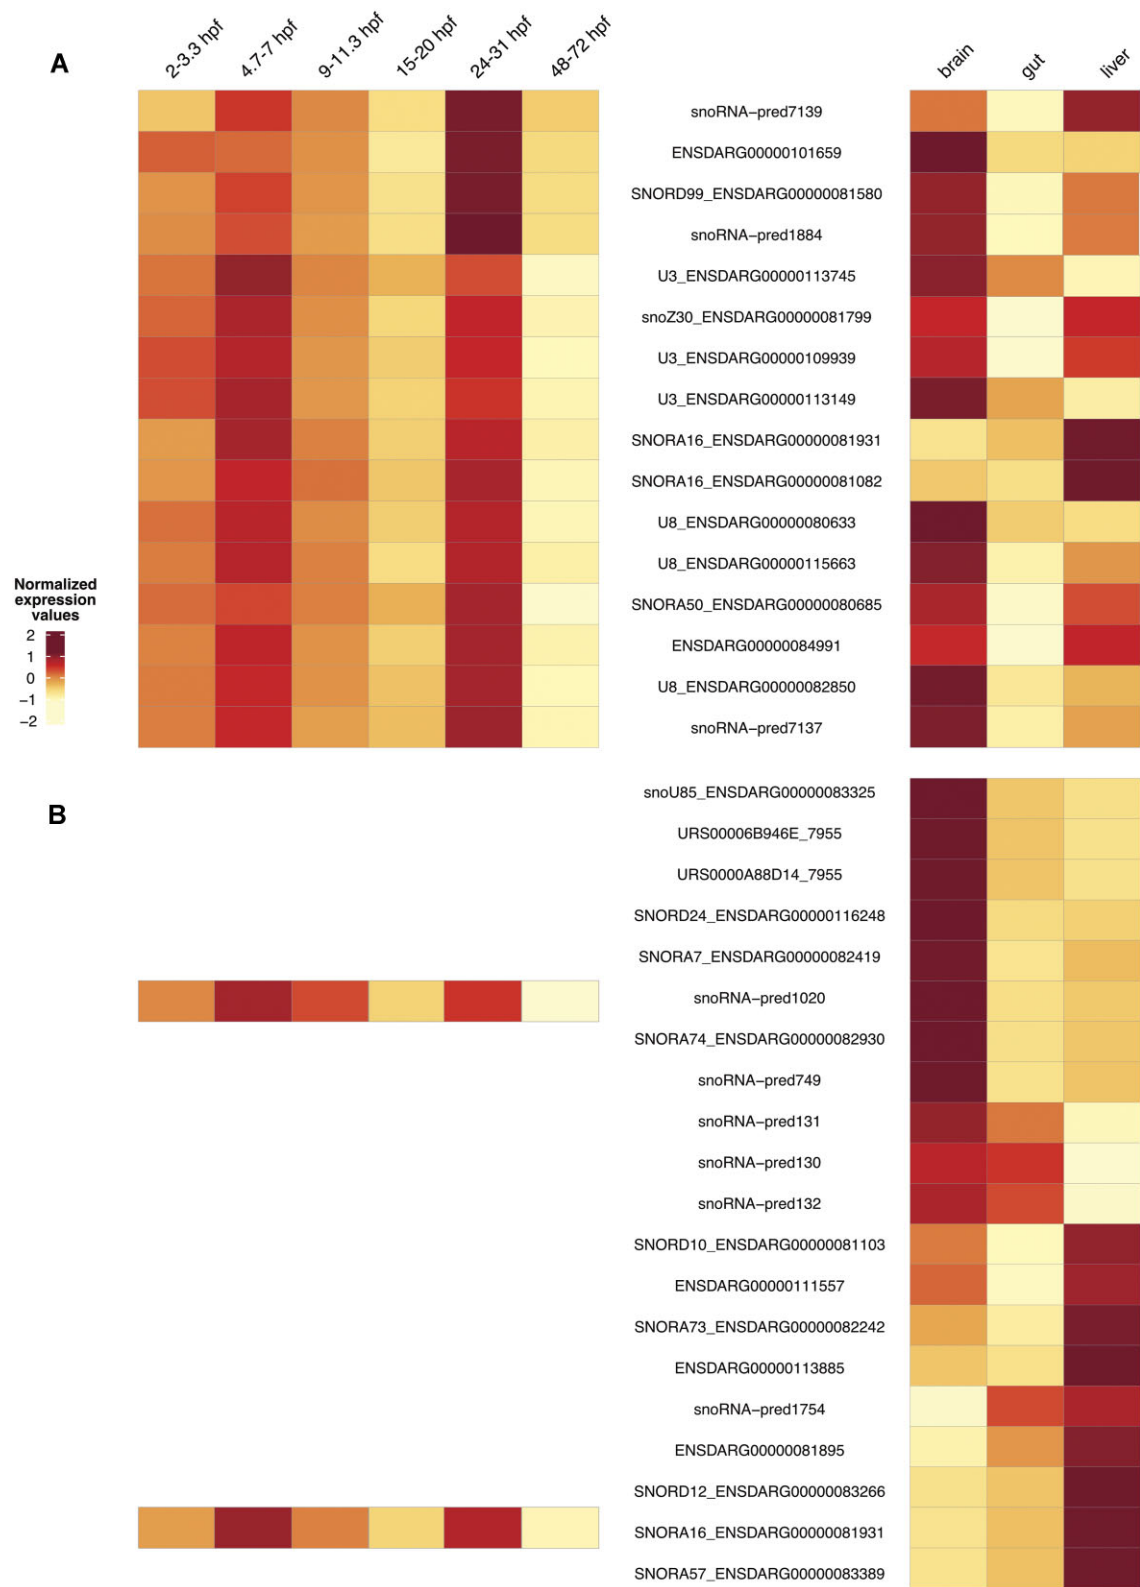 A
2-3.3 hpf
4.7-7 hpf
9-11.3 hpf
15-20 hpf
24-31 hpf
48-72 hpf
brain
gut
liver
snoRNA−pred7139
ENSDARG00000101659
SNORD99_ENSDARG00000081580
snoRNA−pred1884
U3_ENSDARG00000113745
snoZ30_ENSDARG00000081799
U3_ENSDARG00000109939
U3_ENSDARG00000113149
SNORA16_ENSDARG00000081931
SNORA16_ENSDARG00000081082
U8_ENSDARG00000080633
U8_ENSDARG00000115663
SNORA50_ENSDARG00000080685
ENSDARG00000084991
U8_ENSDARG00000082850
snoRNA−pred7137
Normalized
expression
values
2
1
0
−1
−2
B
snoU85_ENSDARG00000083325
URS00006B946E_7955
URS0000A88D14_7955
SNORD24_ENSDARG00000116248
SNORA7_ENSDARG00000082419
snoRNA−pred1020
SNORA74_ENSDARG00000082930
snoRNA−pred749
snoRNA−pred131
snoRNA−pred130
snoRNA−pred132
SNORD10_ENSDARG00000081103
ENSDARG00000111557
SNORA73_ENSDARG00000082242
ENSDARG00000113885
snoRNA−pred1754
ENSDARG00000081895
SNORD12_ENSDARG00000083266
SNORA16_ENSDARG00000081931
SNORA57_ENSDARG00000083389